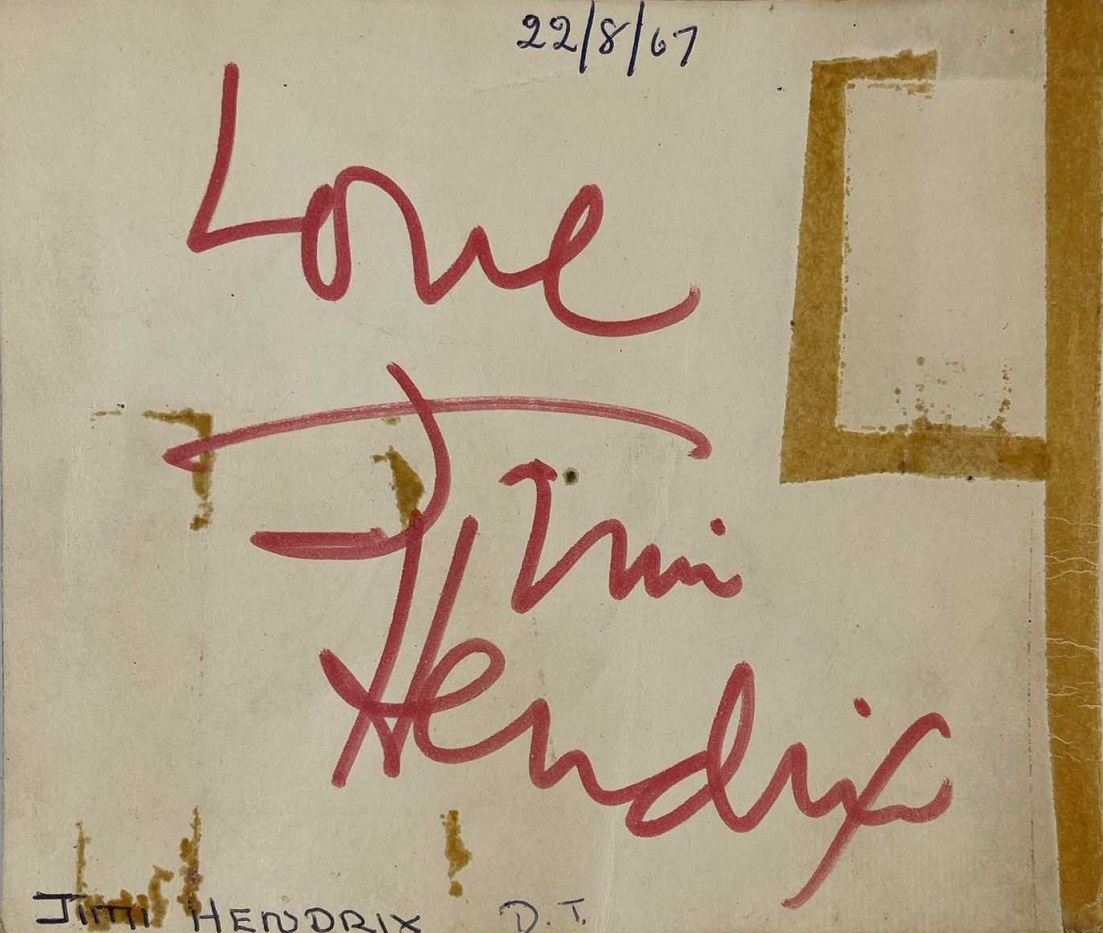 22/8/67
Love
Jimi
Hendrix
JIMI HENDRIX D.T.